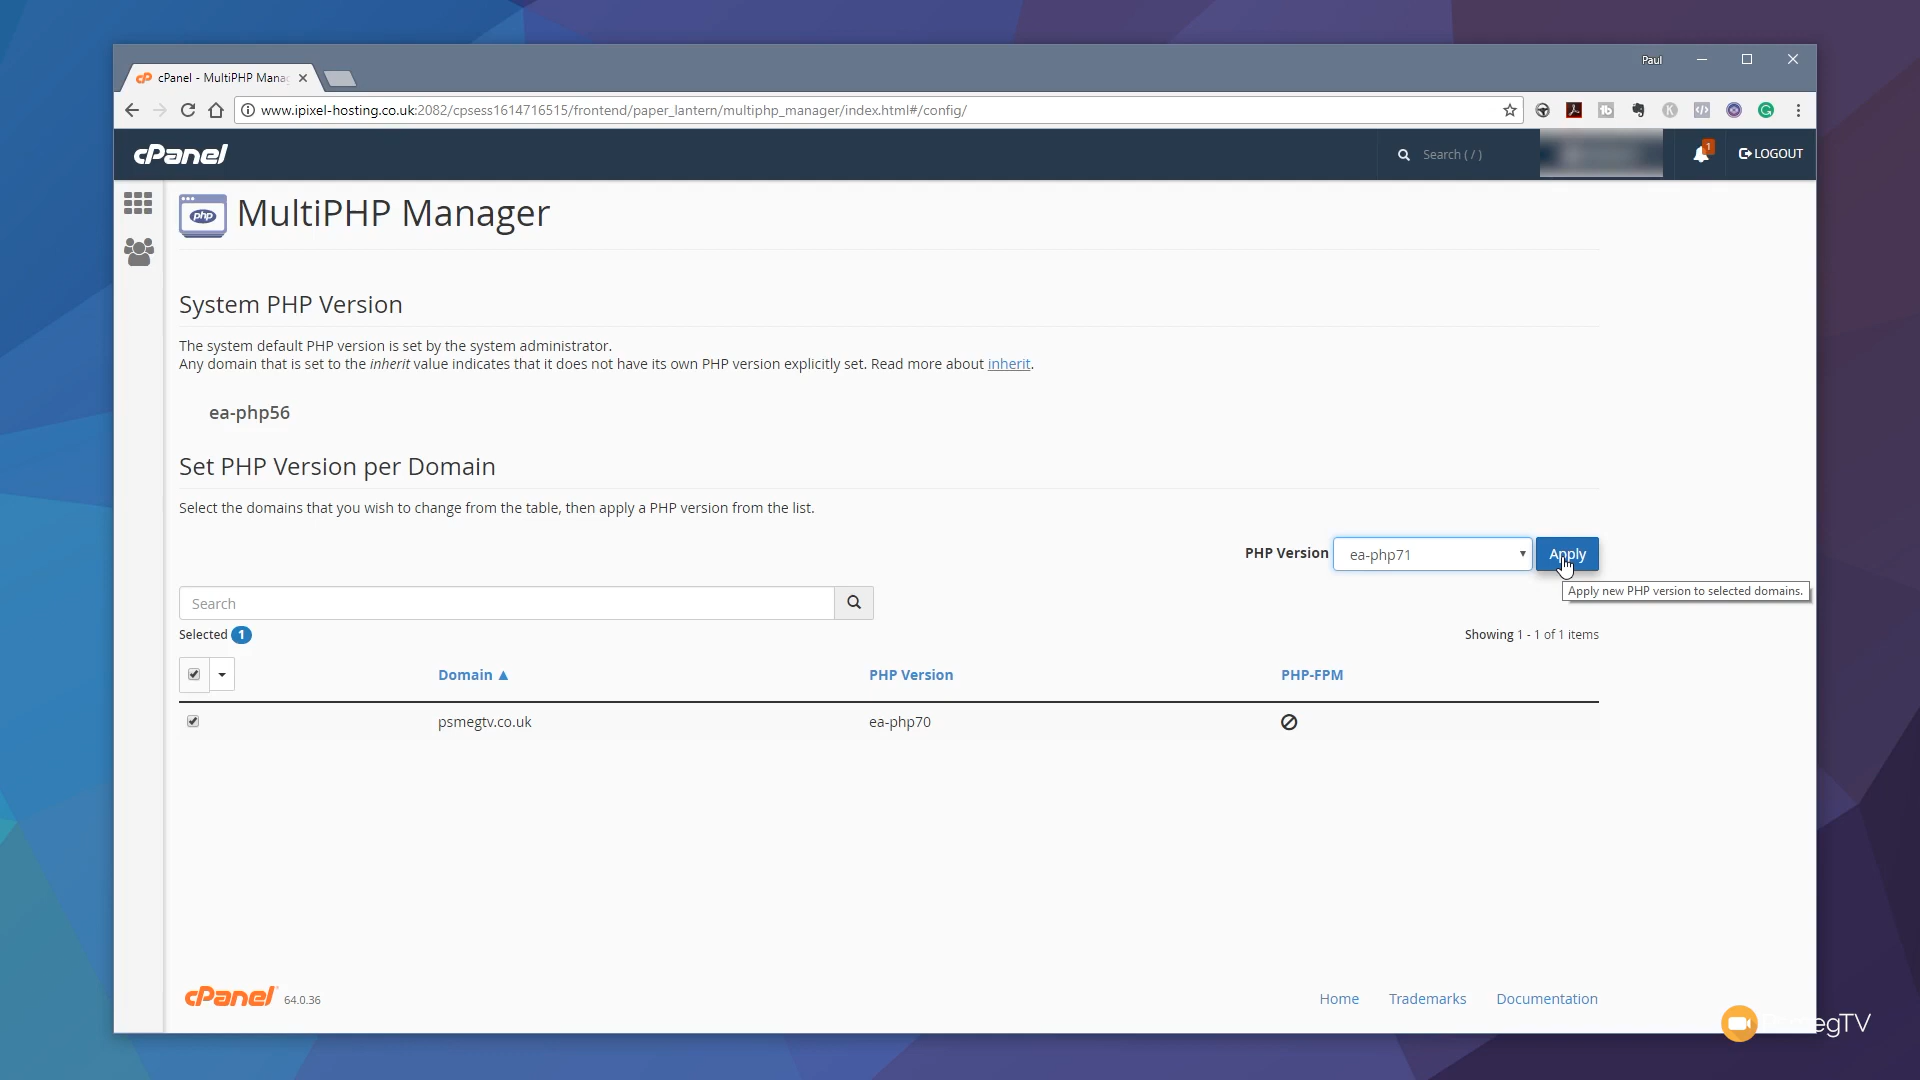 Paul
cPanel - MultiPHP Mana
www.ipixel-hosting.co.uk:2082/cpsess1614716515/frontend/paper_lantern/multiphp_manager/index.html#/config/
cPanel
Search ( / )
1
LOGOUT
php
MultiPHP Manager
System PHP Version
The system default PHP version is set by the system administrator.
Any domain that is set to the inherit value indicates that it does not have its own PHP version explicitly set. Read more about inherit.
ea-php56
Set PHP Version per Domain
Select the domains that you wish to change from the table, then apply a PHP version from the list.
PHP Version ea-php71 Apply
Apply new PHP version to selected domains.
Search
Selected 1
Showing 1 - 1 of 1 items
Domain ▲ PHP Version PHP-FPM
psmegtv.co.uk ea-php70
cPanel 64.0.36
Home Trademarks Documentation
egTV